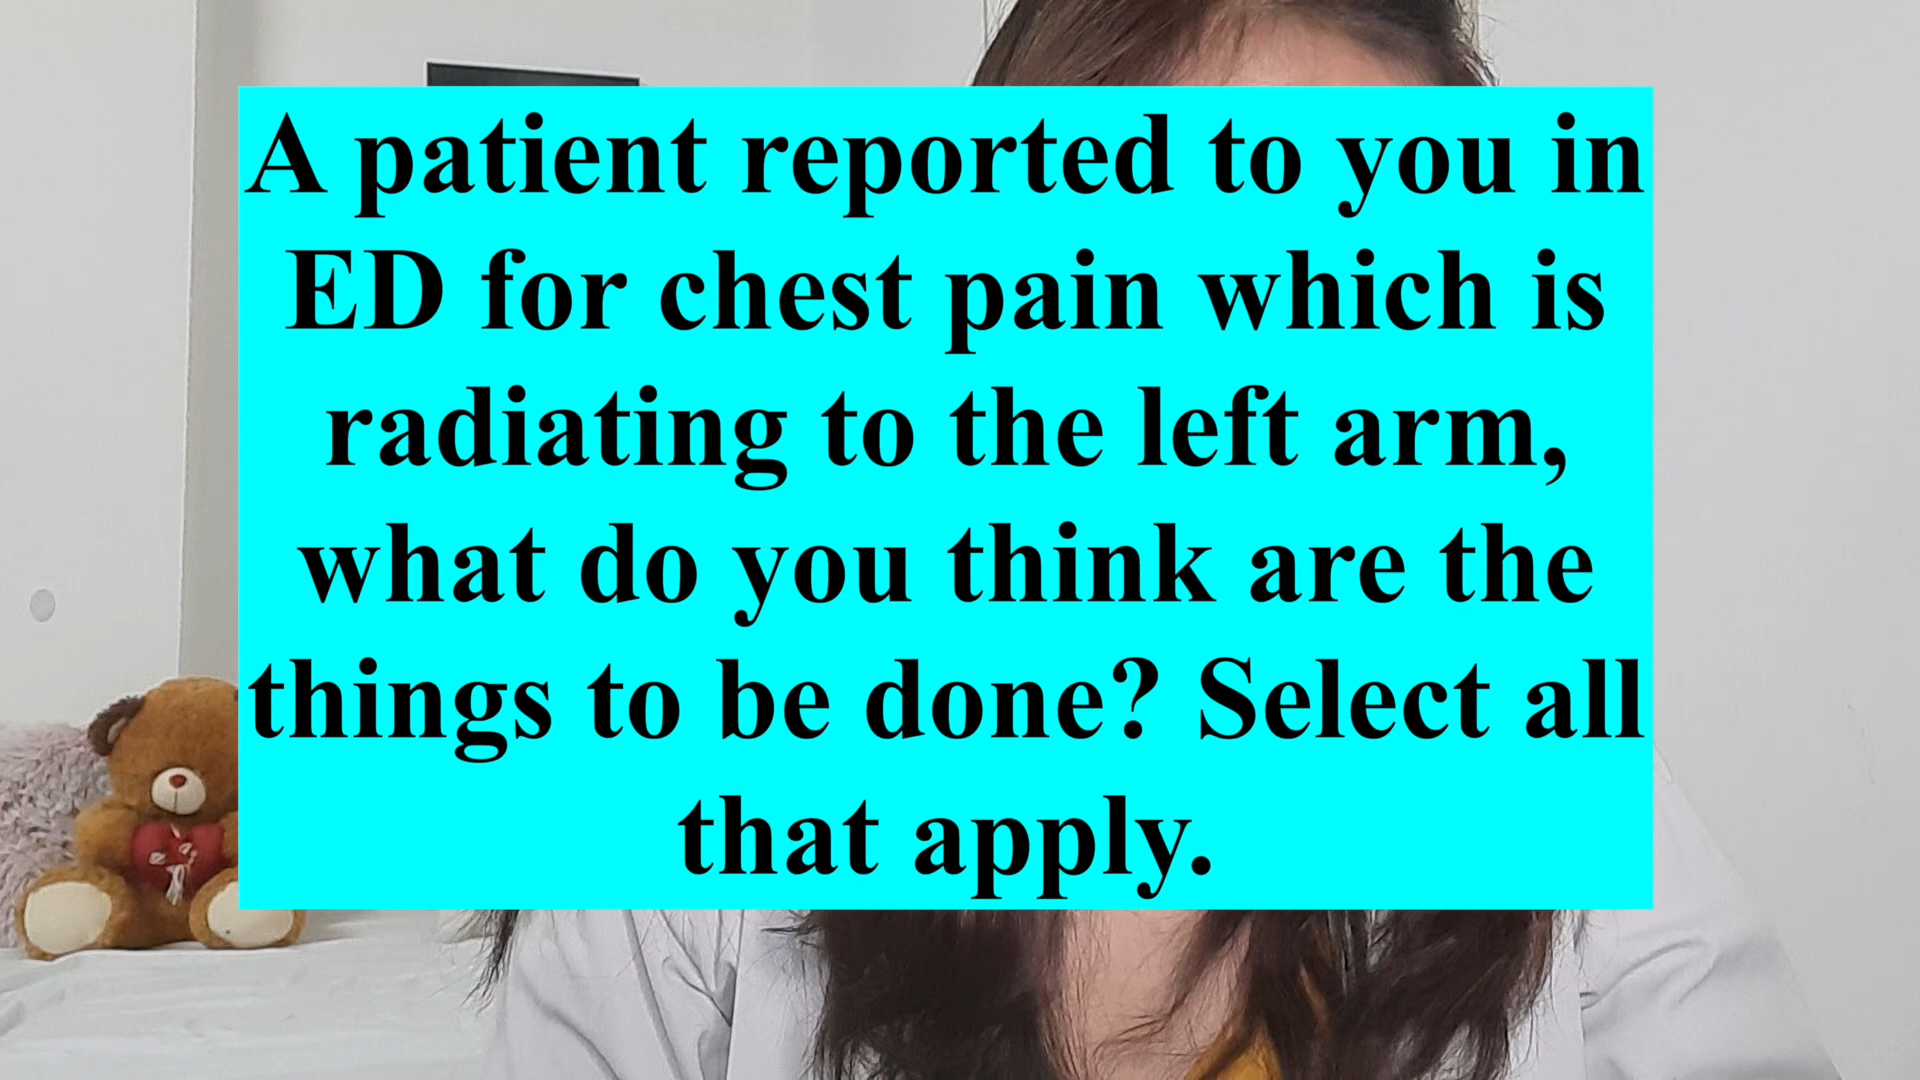 A patient reported to you in
ED for chest pain which is
radiating to the left arm,
what do you think are the
things to be done? Select all
that apply.